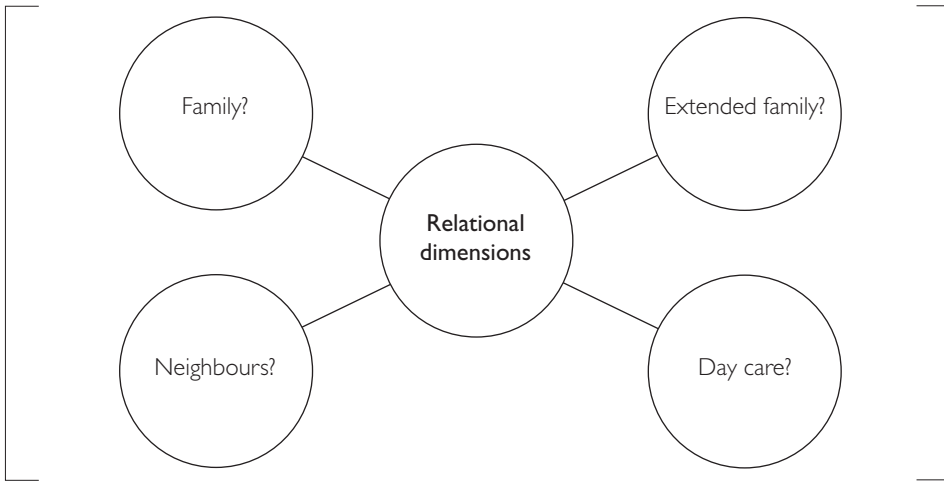 Family?
Extended family?
Relational
dimensions
Neighbours?
Day care?